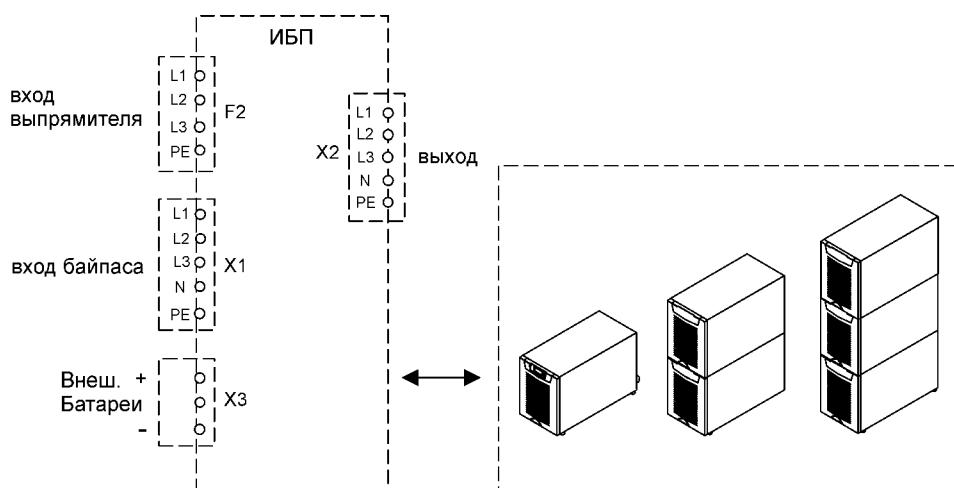 ИБП
вход
выпрямителя
L1
L2
L3
PE
F2
вход байпаса
L1
L2
L3
N
PE
X1
Внеш. +
Батареи
-
X3
X2
L1
L2
L3
N
PE
выход